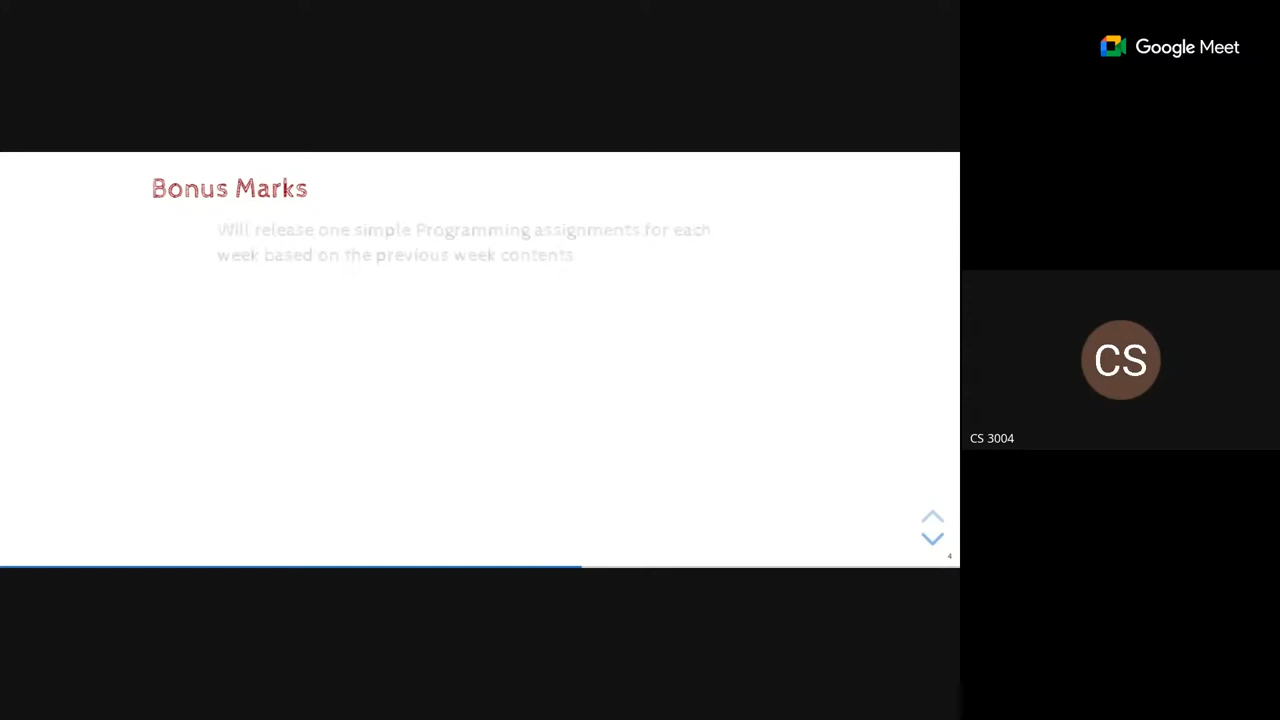 Google Meet
Bonus Marks
Will release one simple Programming assignments for each
week based on the previous week contents
CS
CS 3004
4